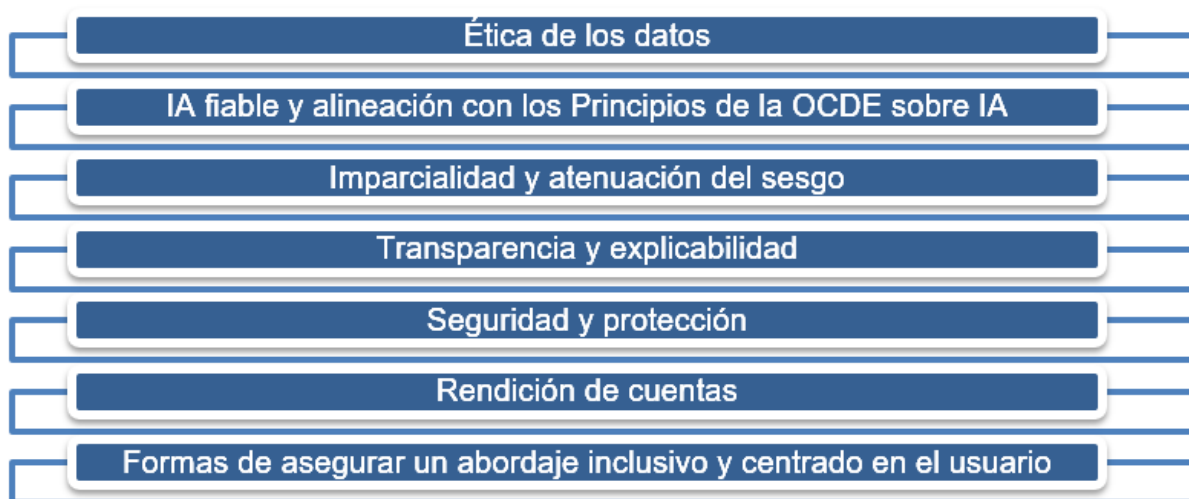 Ética de los datos
IA fiable y alineación con los Principios de la OCDE sobre IA
Imparcialidad y atenuación del sesgo
Transparencia y explicabilidad
Seguridad y protección
Rendición de cuentas
Formas de asegurar un abordaje inclusivo y centrado en el usuario